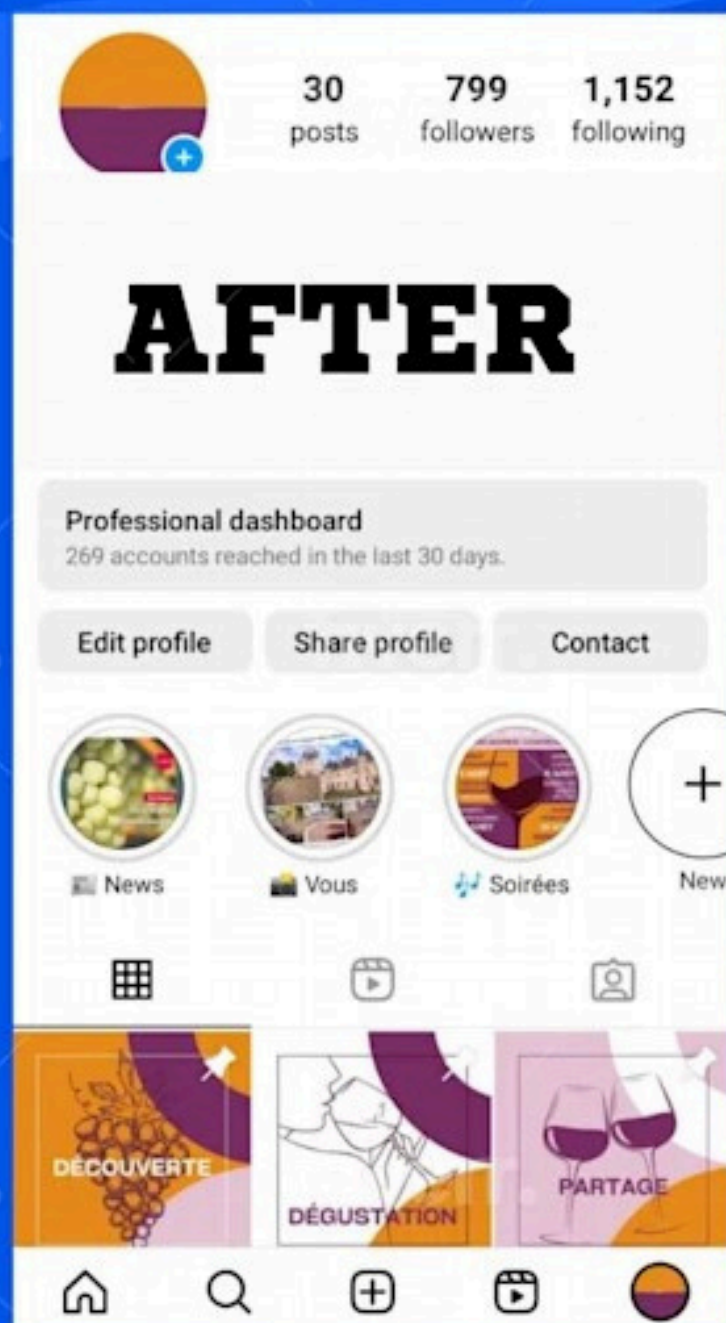 30 799 1,152
posts followers following
AFTER
Professional dashboard
269 accounts reached in the last 30 days.
Edit profile Share profile Contact
News Vous Soirées New
DÉCOUVERTE
DÉGUSTATION
PARTAGE